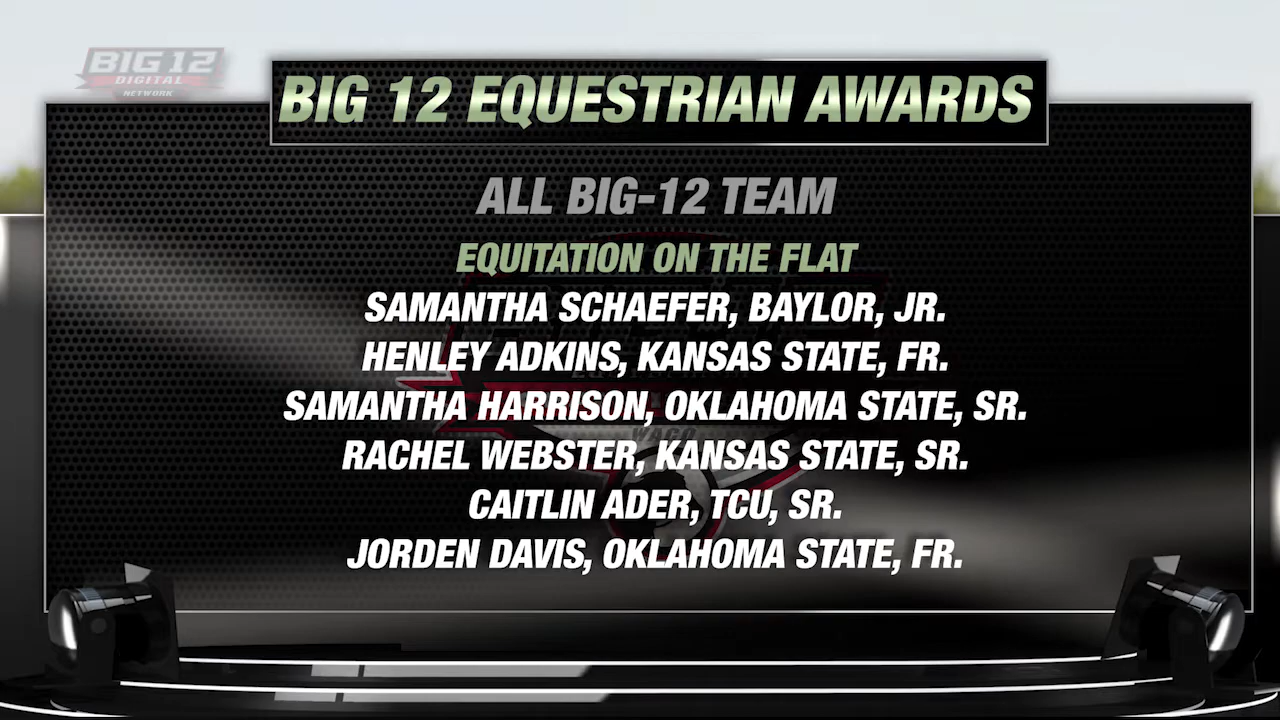 BIG 12
DIGITAL
NETWORK
BIG 12 EQUESTRIAN AWARDS
ALL BIG-12 TEAM
EQUITATION ON THE FLAT
SAMANTHA SCHAEFER, BAYLOR, JR.
HENLEY ADKINS, KANSAS STATE, FR.
SAMANTHA HARRISON, OKLAHOMA STATE, SR.
RACHEL WEBSTER, KANSAS STATE, SR.
CAITLIN ADER, TCU, SR.
JORDEN DAVIS, OKLAHOMA STATE, FR.